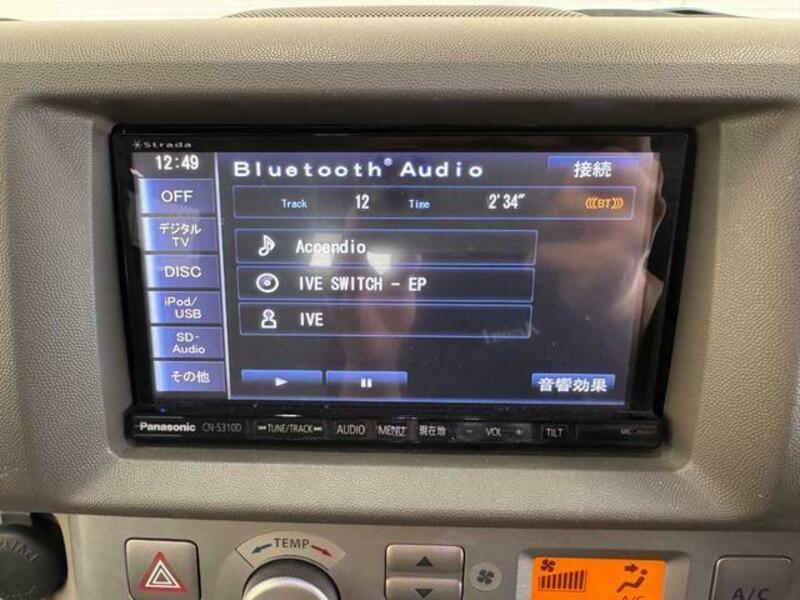 Strada
12:49
Bluetooth® Audio
接続
OFF
Track 12 Time 2'34"
(((BT)))
デジタル
TV
Accendio
DISC
IVE SWITCH - EP
iPod/
USB
IVE
SD-
Audio
その他
音響効果
Panasonic CN-S310D TUNE/TRACK AUDIO MENU 現在地 - VOL + TILT MIC
TEMP
A/C
A/C